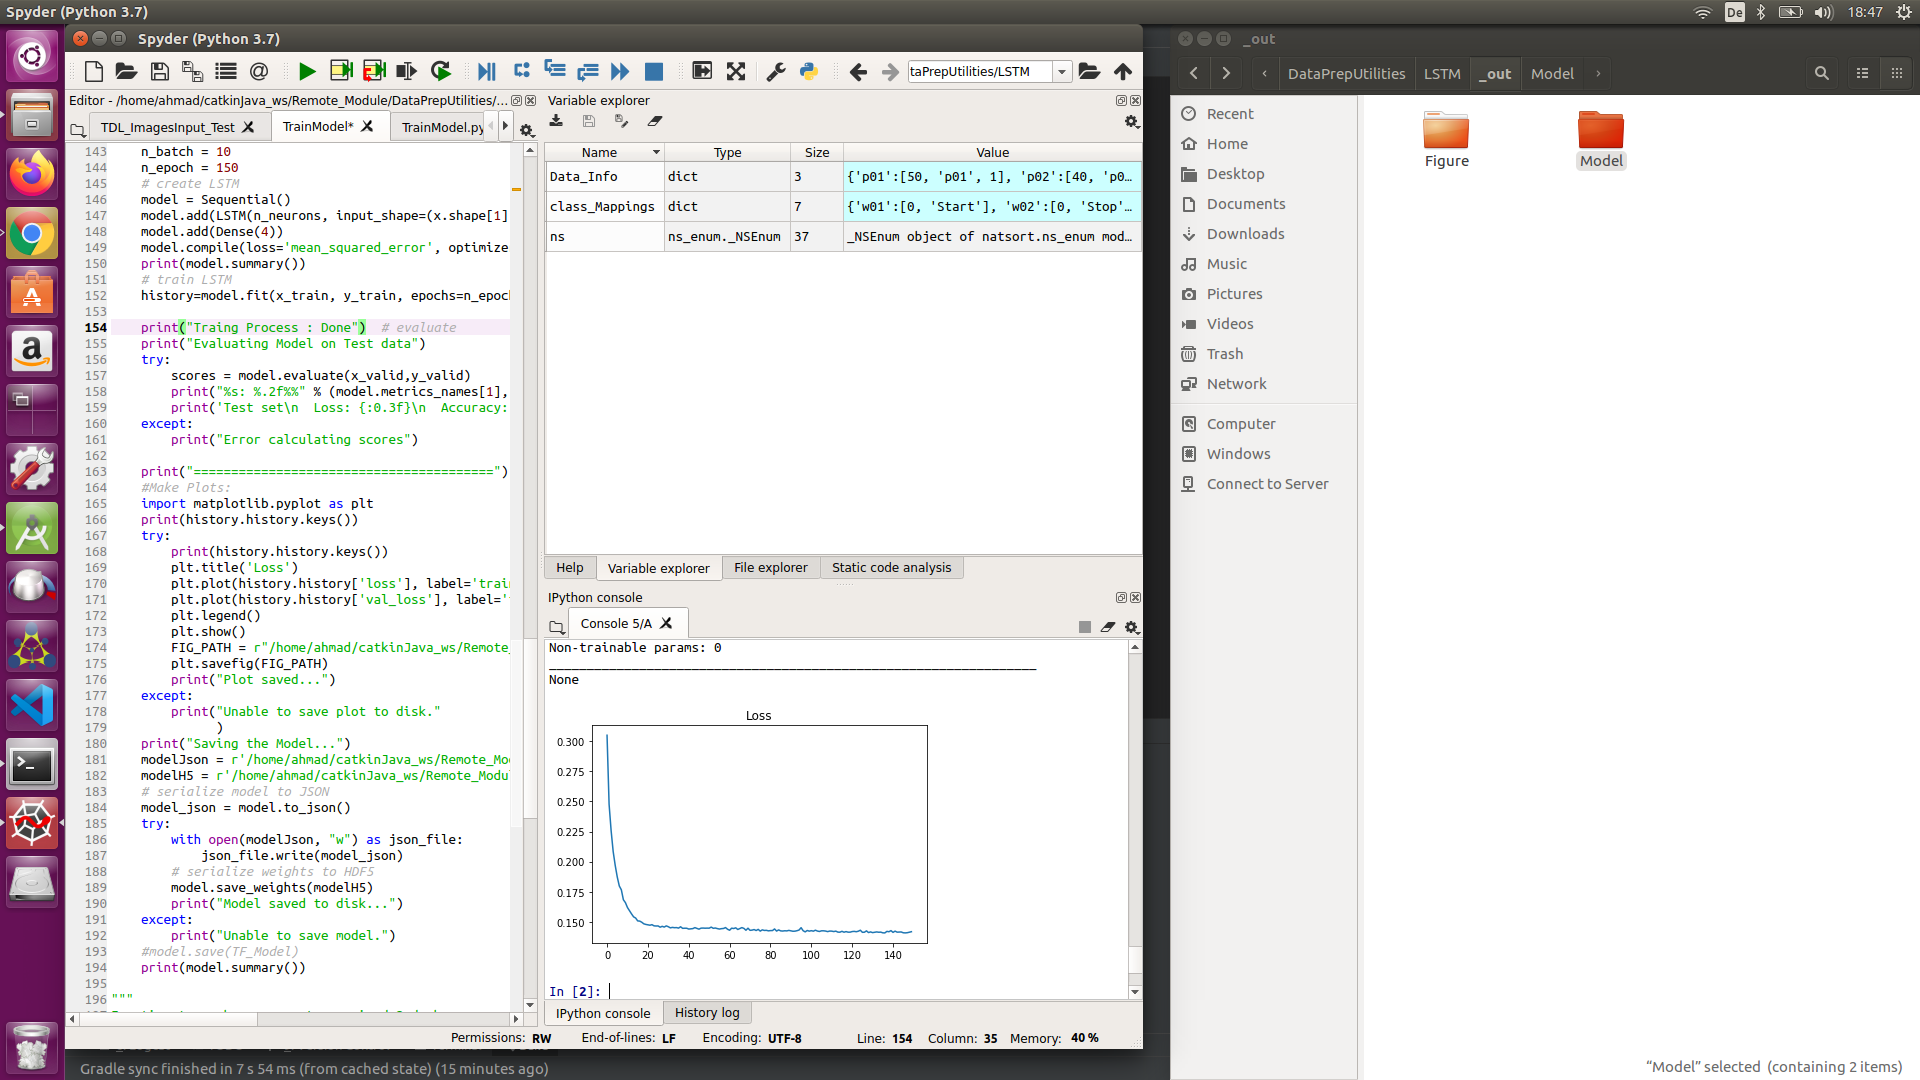 Spyder (Python 3.7)
De
18:47
Spyder (Python 3.7)
taPrepUtilities/LSTM
Editor - /home/ahmad/catkinJava_ws/Remote_Module/DataPrepUtilities/...
TDL_ImagesInput_Test
TrainModel*
TrainModel.py
143 n_batch = 10
144 n_epoch = 150
145 # create LSTM
146 model = Sequential()
147 model.add(LSTM(n_neurons, input_shape=(x.shape[1]
148 model.add(Dense(4))
149 model.compile(loss='mean_squared_error', optimize
150 print(model.summary())
151 # train LSTM
152 history=model.fit(x_train, y_train, epochs=n_epoc
153
154 print("Traing Process : Done")  # evaluate
155 print("Evaluating Model on Test data")
156 try:
157 scores = model.evaluate(x_valid,y_valid)
158 print("%s: %.2f%%" % (model.metrics_names[1],
159 print('Test set\n  Loss: {:0.3f}\n  Accuracy:
160 except:
161 print("Error calculating scores")
162
163 print("========================================")
164 #Make Plots:
165 import matplotlib.pyplot as plt
166 print(history.history.keys())
167 try:
168 print(history.history.keys())
169 plt.title('Loss')
170 plt.plot(history.history['loss'], label='trai
171 plt.plot(history.history['val_loss'], label='
172 plt.legend()
173 plt.show()
174 FIG_PATH = r"/home/ahmad/catkinJava_ws/Remote_
175 plt.savefig(FIG_PATH)
176 print("Plot saved...")
177 except:
178 print("Unable to save plot to disk."
179 )
180 print("Saving the Model...")
181 modelJson = r'/home/ahmad/catkinJava_ws/Remote_Mo
182 modelH5 = r'/home/ahmad/catkinJava_ws/Remote_Modu
183 # serialize model to JSON
184 model_json = model.to_json()
185 try:
186 with open(modelJson, "w") as json_file:
187 json_file.write(model_json)
188 # serialize weights to HDF5
189 model.save_weights(modelH5)
190 print("Model saved to disk...")
191 except:
192 print("Unable to save model.")
193 #model.save(TF_Model)
194 print(model.summary())
195
196 """
Variable explorer
Name Type Size Value
Data_Info dict 3 {'p01':[50, 'p01', 1], 'p02':[40, 'p0…
class_Mappings dict 7 {'w01':[0, 'Start'], 'w02':[0, 'Stop'…
ns ns_enum._NSEnum 37 _NSEnum object of natsort.ns_enum mod…
Help
Variable explorer
File explorer
Static code analysis
IPython console
Console 5/A
Non-trainable params: 0
_________________________________________________________________
None
Loss
0.300
0.275
0.250
0.225
0.200
0.175
0.150
0 20 40 60 80 100 120 140
In [2]:
IPython console
History log
Permissions: RW End-of-lines: LF Encoding: UTF-8 Line: 154 Column: 35 Memory: 40 %
Gradle sync finished in 7 s 54 ms (from cached state) (15 minutes ago)
_out
DataPrepUtilities
LSTM
_out
Model
Recent
Home
Desktop
Documents
Downloads
Music
Pictures
Videos
Trash
Network
Computer
Windows
Connect to Server
Figure
Model
“Model” selected (containing 2 items)